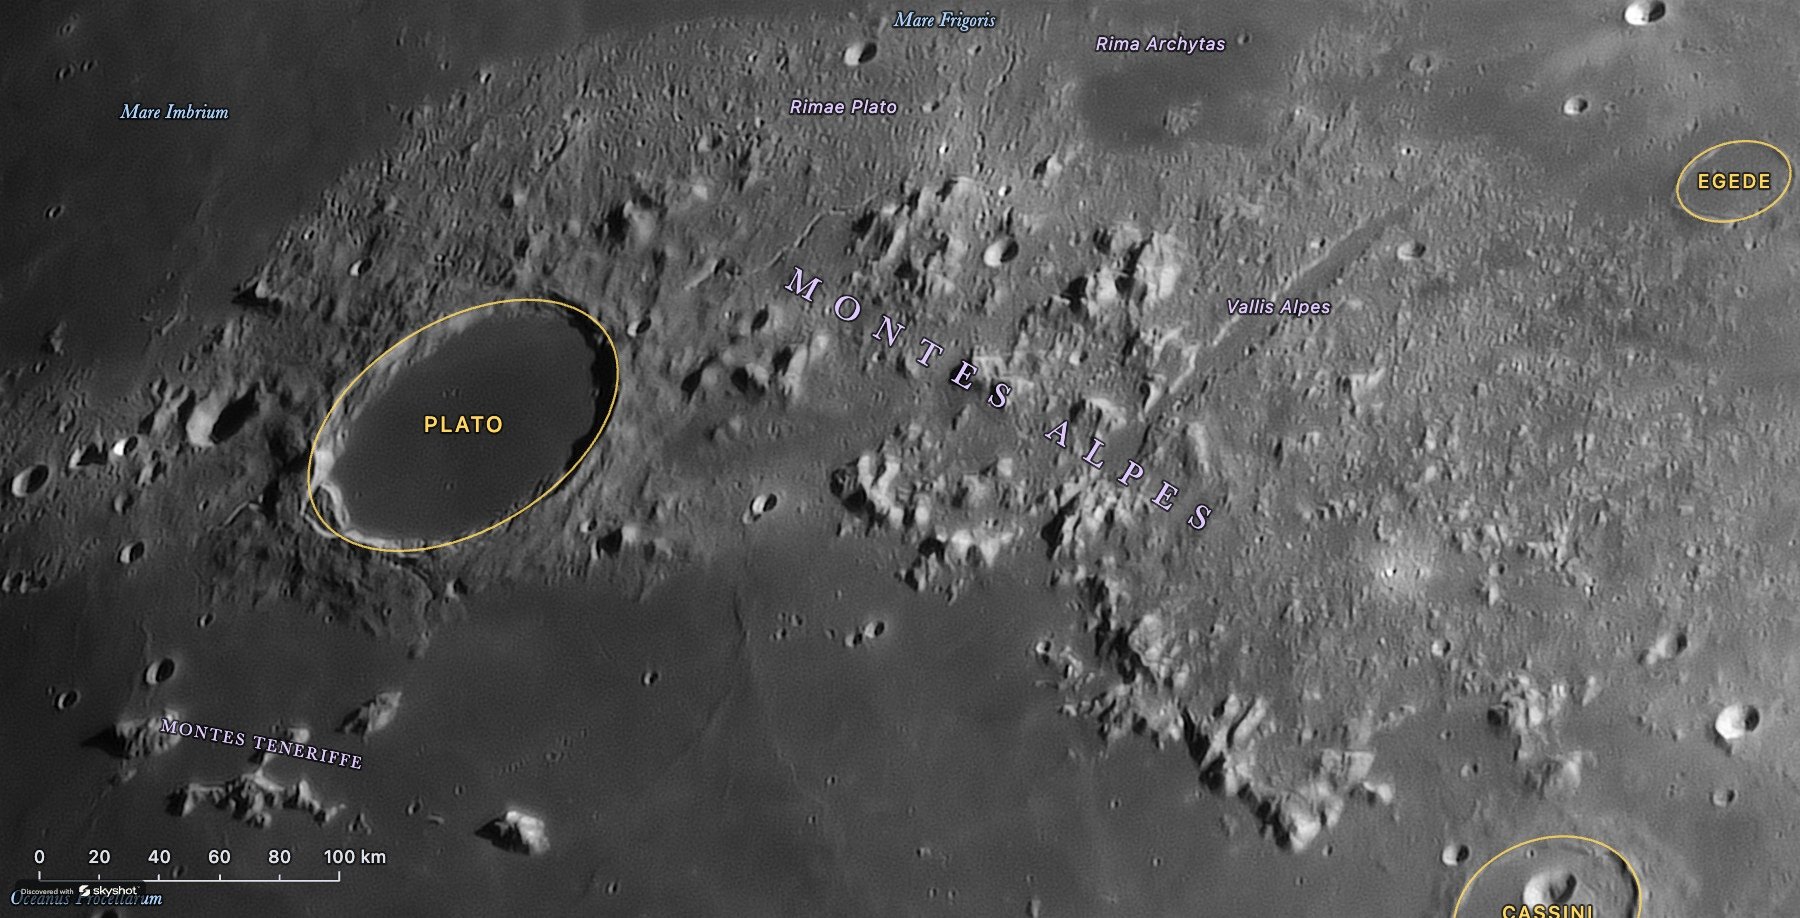 Mare Frigoris
Rima Archytas
Mare Imbrium
Rimae Plato
EGEDE
MONTES ALPES
Vallis Alpes
PLATO
MONTES TENERIFFE
0 20 40 60 80 100 km
Discovered with skyshot
Oceanus Procellarum
CASSINI